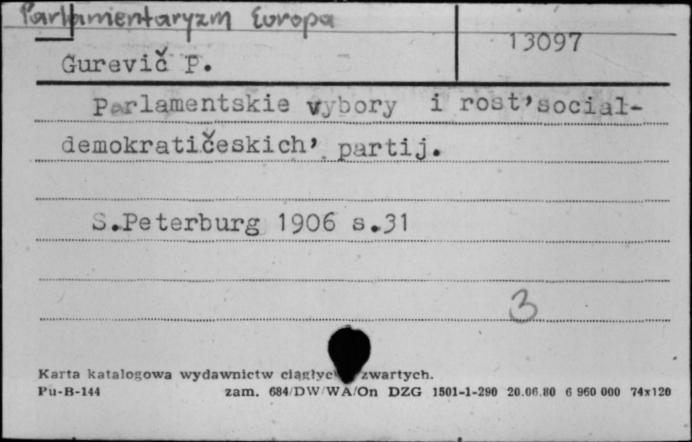 Parlamentaryzm Europa
13097
Gurevič P.
Parlamentskie vybory i rost'social-
demokratičeskich' partij.
S.Peterburg 1906 s.31
3
Karta katalogowa wydawnictw ciągłyc zwartych.
Pu-B-144 zam. 684/DW/WA/On DZG 1501-1-290 20.06.80 6 960 000 74x120